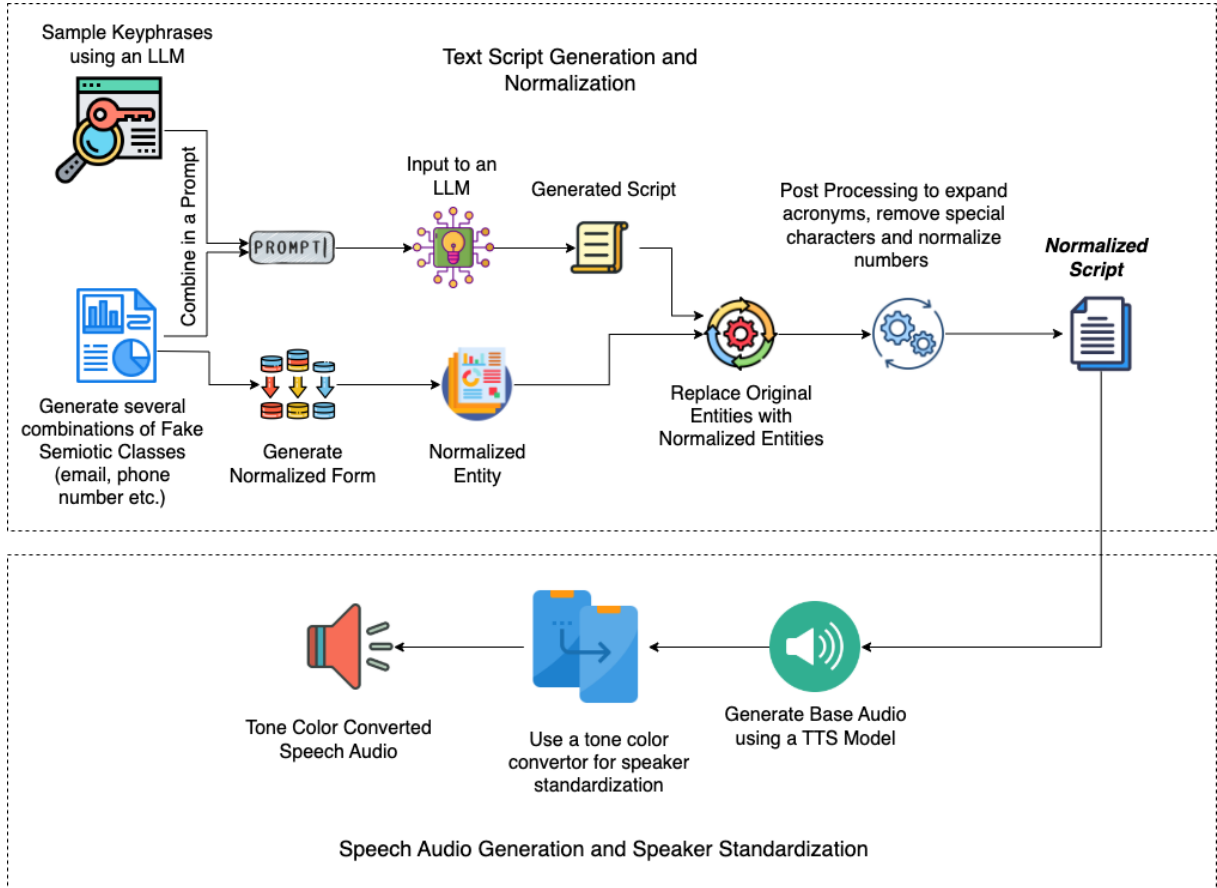 Sample Keyphrases
using an LLM
Text Script Generation and
Normalization
Combine in a Prompt
PROMPT
Input to an
LLM
Generated Script
Post Processing to expand
acronyms, remove special
characters and normalize
numbers
Normalized
Script
Generate several
combinations of Fake
Semiotic Classes
(email, phone
number etc.)
Generate
Normalized Form
Normalized
Entity
Replace Original
Entities with
Normalized Entities
Tone Color Converted
Speech Audio
Use a tone color
convertor for speaker
standardization
Generate Base Audio
using a TTS Model
Speech Audio Generation and Speaker Standardization